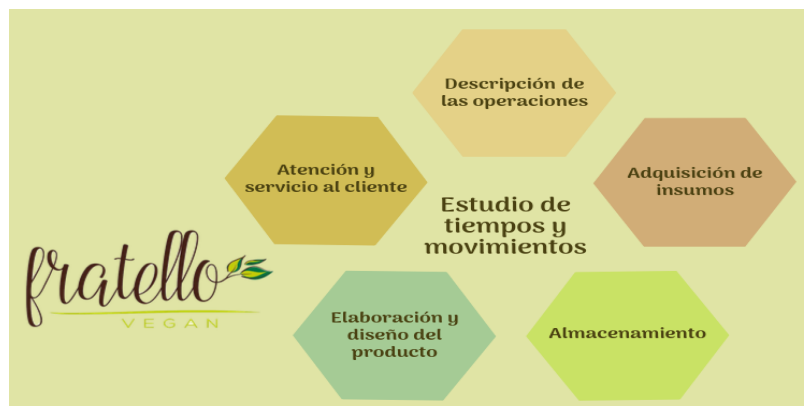 Descripción de
las operaciones
Adquisición de
insumos
Almacenamiento
Elaboración y
diseño del
producto
Atención y
servicio al cliente
Estudio de
tiempos y
movimientos
fratello
VEGAN